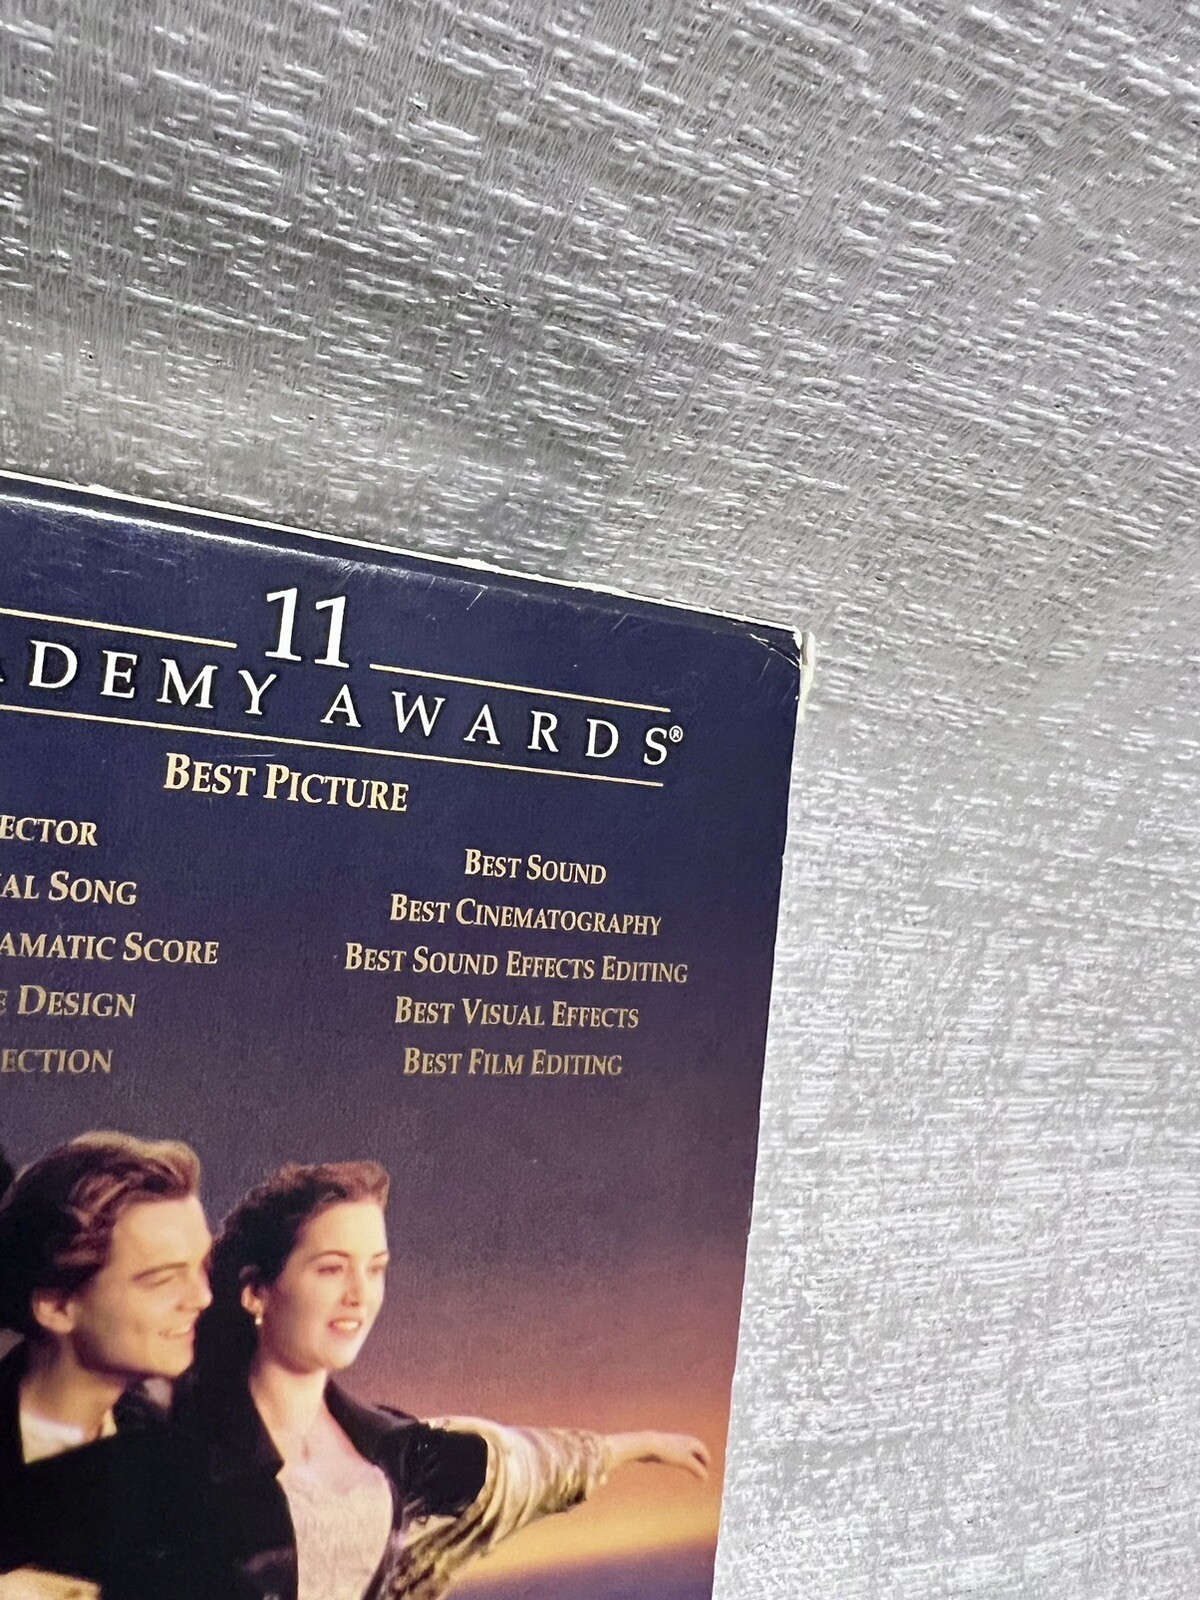 11
ADEMY AWARDS®
BEST PICTURE
ECTOR
AL SONG
AMATIC SCORE
E DESIGN
ECTION
BEST SOUND
BEST CINEMATOGRAPHY
BEST SOUND EFFECTS EDITING
BEST VISUAL EFFECTS
BEST FILM EDITING